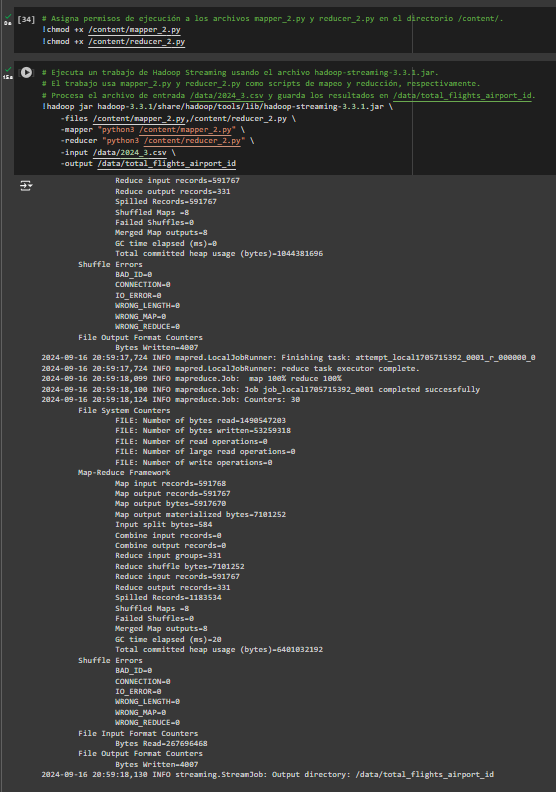 [34] # Asigna permisos de ejecución a los archivos mapper_2.py y reducer_2.py en el directorio /content/.
!chmod +x /content/mapper_2.py
!chmod +x /content/reducer_2.py
# Ejecuta un trabajo de Hadoop Streaming usando el archivo hadoop-streaming-3.3.1.jar.
# El trabajo usa mapper_2.py y reducer_2.py como scripts de mapeo y reducción, respectivamente.
# Procesa el archivo de entrada /data/2024_3.csv y guarda los resultados en /data/total_flights_airport_id.
!hadoop jar hadoop-3.3.1/share/hadoop/tools/lib/hadoop-streaming-3.3.1.jar \
-files /content/mapper_2.py,/content/reducer_2.py \
-mapper "python3 /content/mapper_2.py" \
-reducer "python3 /content/reducer_2.py" \
-input /data/2024_3.csv \
-output /data/total_flights_airport_id
Reduce input records=591767
Reduce output records=331
Spilled Records=591767
Shuffled Maps =8
Failed Shuffles=0
Merged Map outputs=8
GC time elapsed (ms)=0
Total committed heap usage (bytes)=1044381696
Shuffle Errors
BAD_ID=0
CONNECTION=0
IO_ERROR=0
WRONG_LENGTH=0
WRONG_MAP=0
WRONG_REDUCE=0
File Output Format Counters
Bytes Written=4007
2024-09-16 20:59:17,724 INFO mapred.LocalJobRunner: Finishing task: attempt_local1705715392_0001_r_000000_0
2024-09-16 20:59:17,724 INFO mapred.LocalJobRunner: reduce task executor complete.
2024-09-16 20:59:18,099 INFO mapreduce.Job:  map 100% reduce 100%
2024-09-16 20:59:18,100 INFO mapreduce.Job: Job job_local1705715392_0001 completed successfully
2024-09-16 20:59:18,124 INFO mapreduce.Job: Counters: 30
File System Counters
FILE: Number of bytes read=1490547203
FILE: Number of bytes written=53259318
FILE: Number of read operations=0
FILE: Number of large read operations=0
FILE: Number of write operations=0
Map-Reduce Framework
Map input records=591768
Map output records=591767
Map output bytes=5917670
Map output materialized bytes=7101252
Input split bytes=584
Combine input records=0
Combine output records=0
Reduce input groups=331
Reduce shuffle bytes=7101252
Reduce input records=591767
Reduce output records=331
Spilled Records=1183534
Shuffled Maps =8
Failed Shuffles=0
Merged Map outputs=8
GC time elapsed (ms)=20
Total committed heap usage (bytes)=6401032192
Shuffle Errors
BAD_ID=0
CONNECTION=0
IO_ERROR=0
WRONG_LENGTH=0
WRONG_MAP=0
WRONG_REDUCE=0
File Input Format Counters
Bytes Read=267696468
File Output Format Counters
Bytes Written=4007
2024-09-16 20:59:18,130 INFO streaming.StreamJob: Output directory: /data/total_flights_airport_id